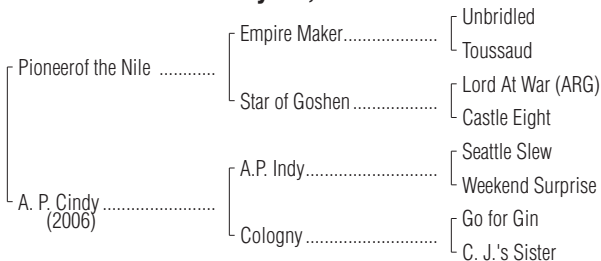 Unbridled
Empire Maker....................
Toussaud
Pioneerof the Nile ............
Lord At War (ARG)
Star of Goshen..................
Castle Eight
Seattle Slew
A.P. Indy............................
Weekend Surprise
A. P. Cindy........................
(2006)
Go for Gin
Cologny............................
C. J.'s Sister